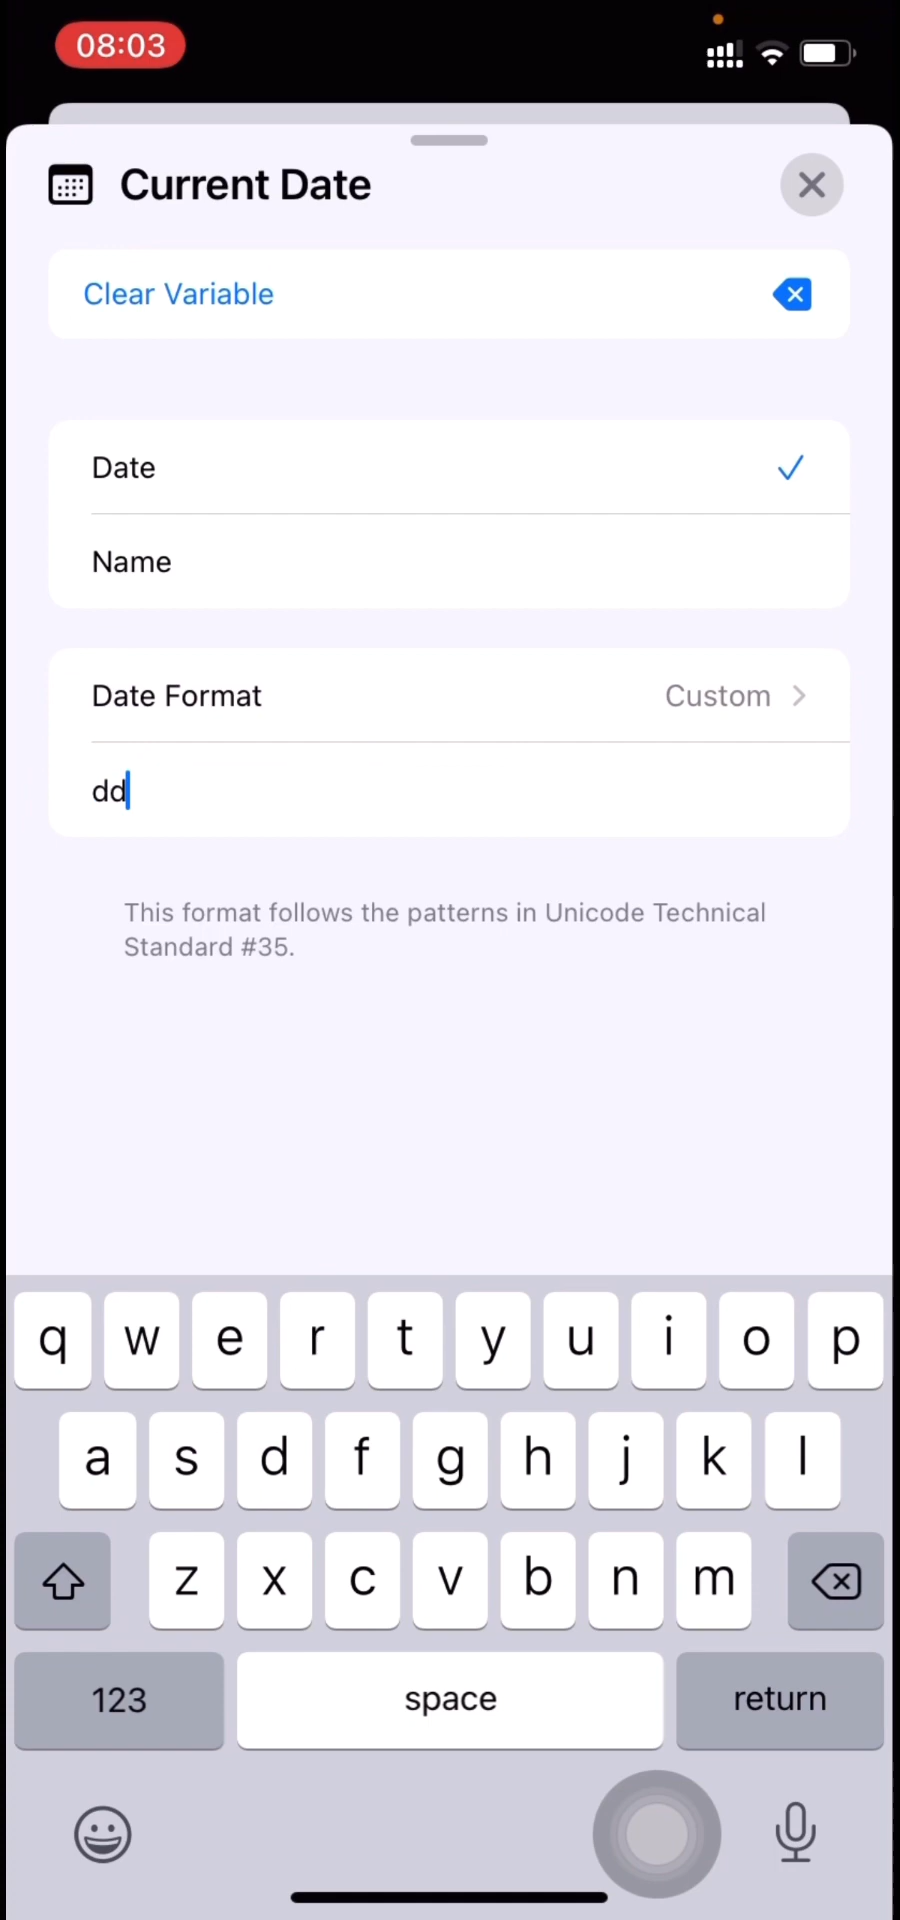 08:03
Current Date
Clear Variable
Date
Name
Date Format Custom
dd
This format follows the patterns in Unicode Technical
Standard #35.
q w e r t y u i o p
a s d f g h j k l
z x c v b n m
123 space return